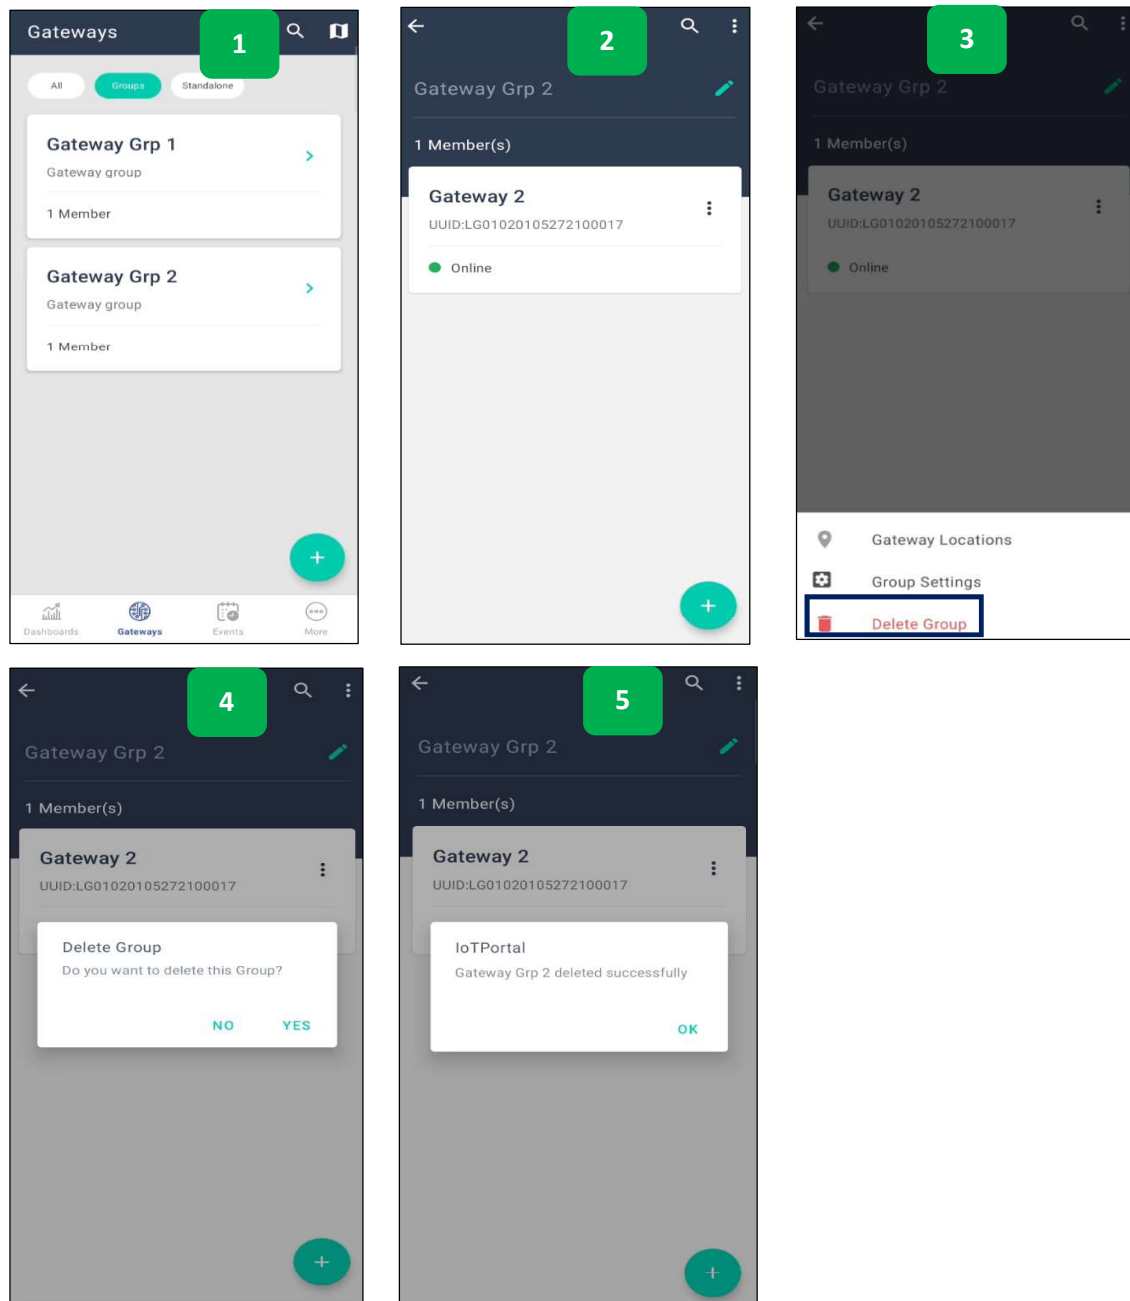 Gateways
1
All
Groups
Standalone
Gateway Grp 1
Gateway group
1 Member
Gateway Grp 2
Gateway group
1 Member
+
Dashboards
Gateways
Events
More
2
Gateway Grp 2
1 Member(s)
Gateway 2
UUID:LG01020105272100017
Online
+
3
Gateway Grp 2
1 Member(s)
Gateway 2
UUID:LG01020105272100017
Online
Gateway Locations
Group Settings
Delete Group
4
Gateway Grp 2
1 Member(s)
Gateway 2
UUID:LG01020105272100017
Delete Group
Do you want to delete this Group?
NO YES
+
5
Gateway Grp 2
1 Member(s)
Gateway 2
UUID:LG01020105272100017
IoTPortal
Gateway Grp 2 deleted successfully
OK
+